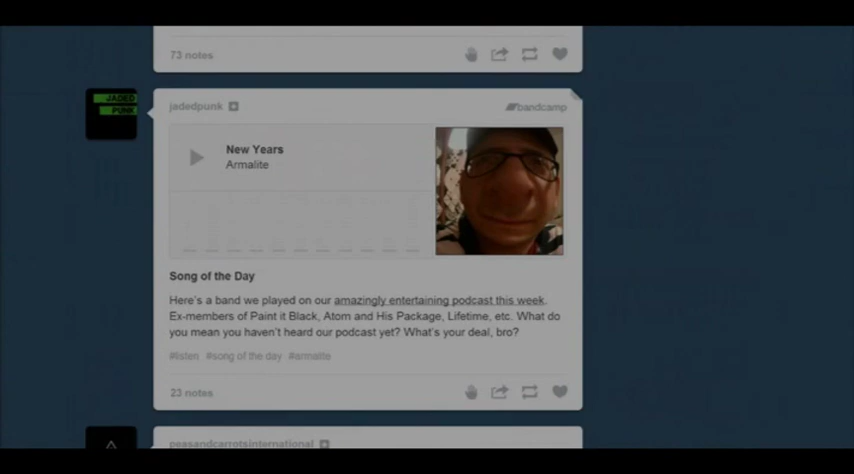 73 notes
JADED
PUNK
jadedpunk
bandcamp
New Years
Armalite
Song of the Day
Here's a band we played on our amazingly entertaining podcast this week.
Ex-members of Paint it Black, Atom and His Package, Lifetime, etc. What do
you mean you haven't heard our podcast yet? What's your deal, bro?
#listen #song of the day #armalite
23 notes
peasandcarrotsinternational